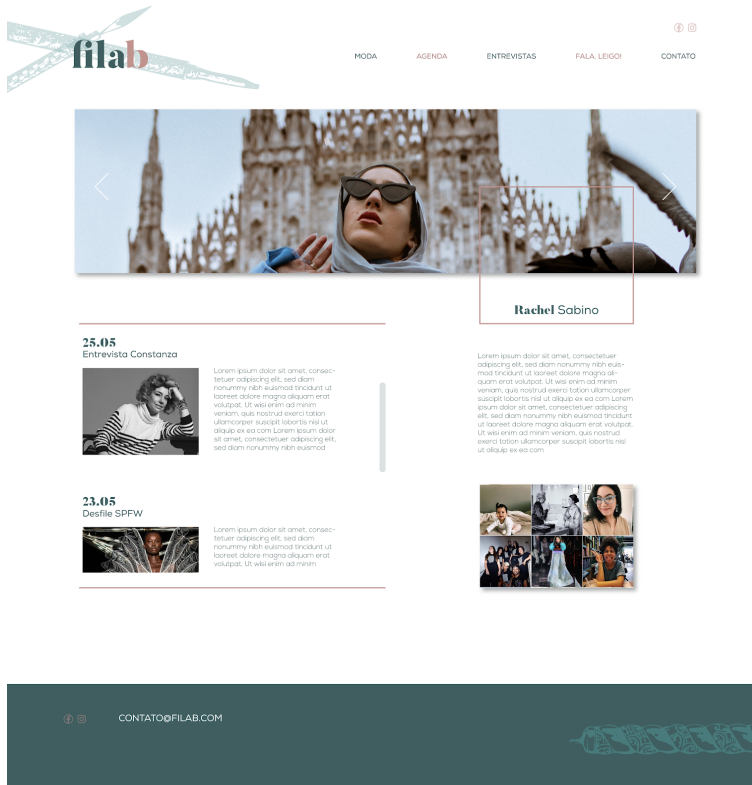 filab
MODA
AGENDA
ENTREVISTAS
FALA, LEIGO!
CONTATO
Rachel Sabino
25.05
Entrevista Constanza
Lorem ipsum dolor sit amet, consec-
tetuer adipiscing elit, sed diam
nonummy nibh euismod tincidunt ut
laoreet dolore magna aliquam erat
volutpat. Ut wisi enim ad minim
veniam, quis nostrud exerci tation
ullamcorper suscipit lobortis nisl ut
aliquip ex ea com Lorem ipsum dolor
sit amet, consectetuer adipiscing elit,
sed diam nonummy nibh euismod
23.05
Desfile SPFW
Lorem ipsum dolor sit amet, consec-
tetuer adipiscing elit, sed diam
nonummy nibh euismod tincidunt ut
laoreet dolore magna aliquam erat
volutpat. Ut wisi enim ad minim
Lorem ipsum dolor sit amet, consectetuer
adipiscing elit, sed diam nonummy nibh euis-
mod tincidunt ut laoreet dolore magna ali-
quam erat volutpat. Ut wisi enim ad minim
veniam, quis nostrud exerci tation ullamcorper
suscipit lobortis nisl ut aliquip ex ea com Lorem
ipsum dolor sit amet, consectetuer adipiscing
elit, sed diam nonummy nibh euismod tincidunt
ut laoreet dolore magna aliquam erat volutpat.
Ut wisi enim ad minim veniam, quis nostrud
exerci tation ullamcorper suscipit lobortis nisl
ut aliquip ex ea com
CONTATO@FILAB.COM